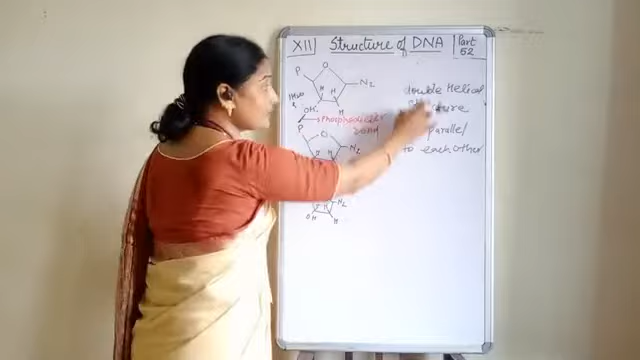 XII
Structure of DNA
Part
52
P
O
N2
H
H
OH
Phosphodiester
bond
P
O
N2
double Helical
parallel
to each other
N2
OH
H